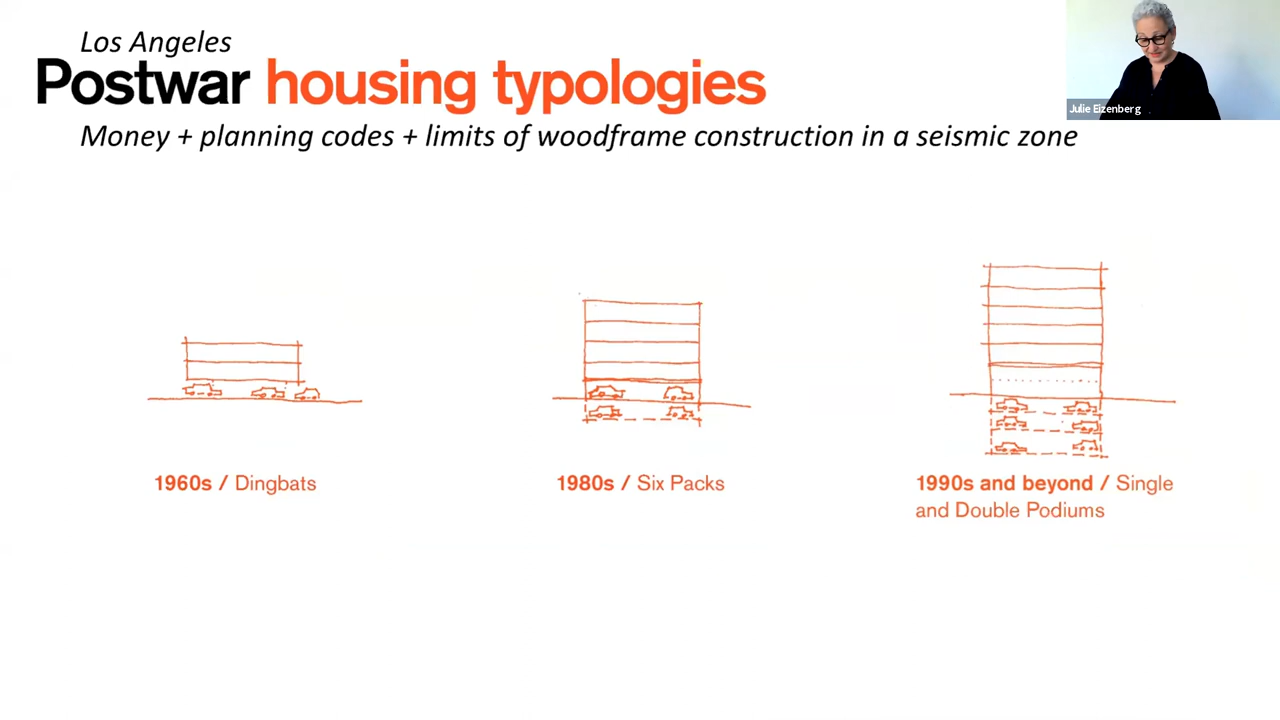 Los Angeles
Postwar housing typologies
Money + planning codes + limits of woodframe construction in a seismic zone
Julie Eizenberg
1960s / Dingbats
1980s / Six Packs
1990s and beyond / Single
and Double Podiums